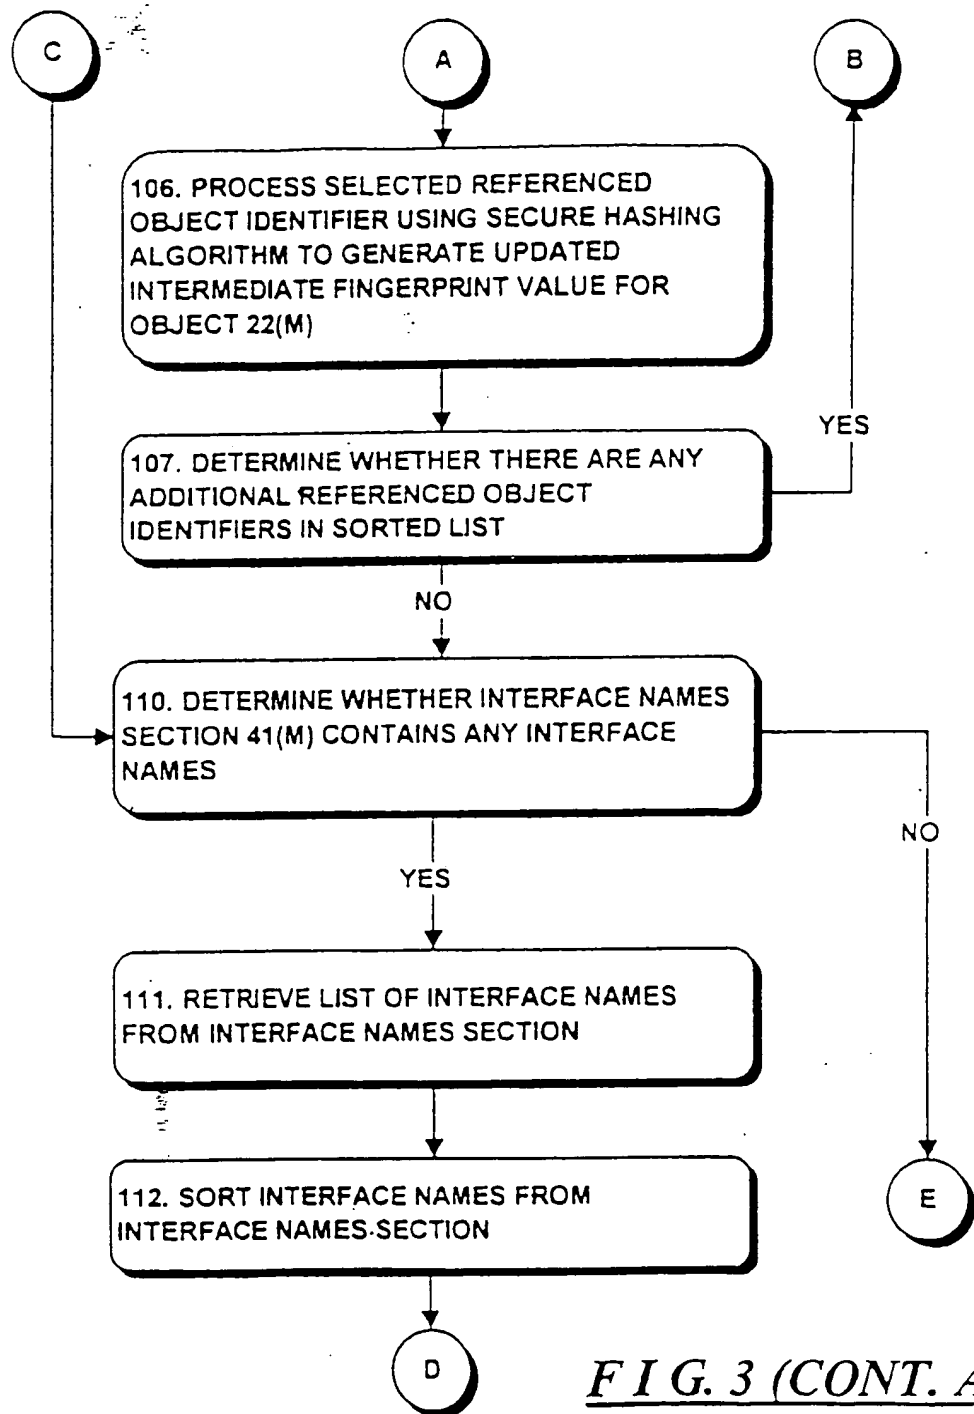 C
A
B
106. PROCESS SELECTED REFERENCED
OBJECT IDENTIFIER USING SECURE HASHING
ALGORITHM TO GENERATE UPDATED
INTERMEDIATE FINGERPRINT VALUE FOR
OBJECT 22(M)
YES
107. DETERMINE WHETHER THERE ARE ANY
ADDITIONAL REFERENCED OBJECT
IDENTIFIERS IN SORTED LIST
NO
110. DETERMINE WHETHER INTERFACE NAMES
SECTION 41(M) CONTAINS ANY INTERFACE
NAMES
NO
YES
111. RETRIEVE LIST OF INTERFACE NAMES
FROM INTERFACE NAMES SECTION
112. SORT INTERFACE NAMES FROM
INTERFACE NAMES SECTION
E
D
FIG. 3 (CONT. A